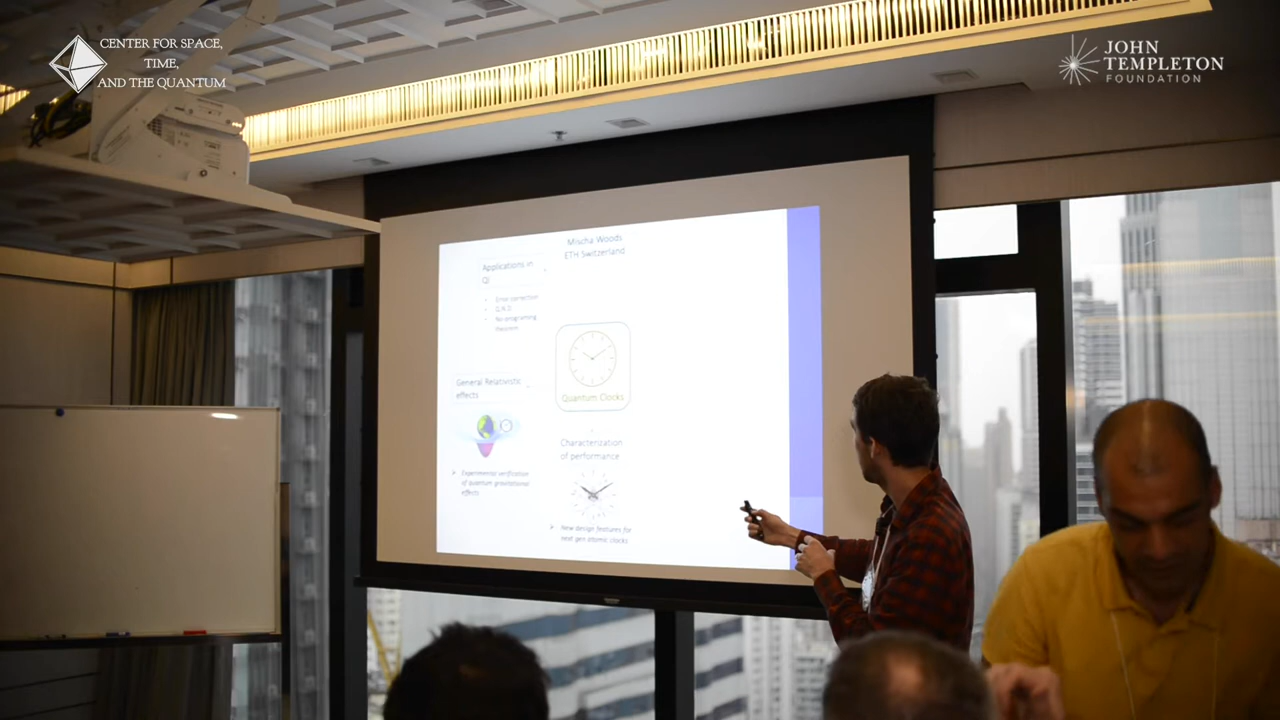 CENTER FOR SPACE,
TIME,
AND THE QUANTUM
JOHN
TEMPLETON
FOUNDATION
Mischa Woods
ETH Switzerland
Applications in
QI
Error correction
No-programing
theorem
Quantum Clocks
General Relativistic
effects
Experimental verification
of quantum gravitational
effects
Characterization
of performance
New design features for
next gen atomic clocks